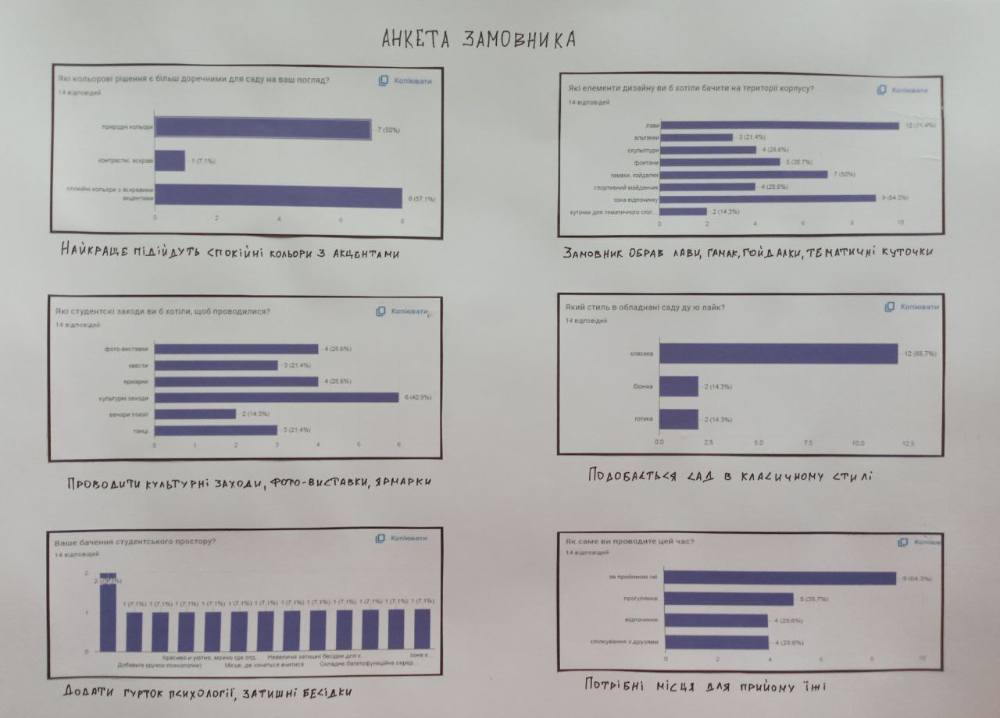 АНКЕТА ЗАМОВНИКА
Які кольорові рішення є більш доречними для саду на ваш погляд?
Копіювати
14 відповідей
природні кольори
7 (50%)
контрастні, яскраві
1 (7.1%)
спокійні кольори з яскравими
акцентами
8 (57.1%)
0 2 4 6 8
НАЙКРАЩЕ ПІДІЙДУТЬ СПОКІЙНІ КОЛЬОРИ З АКЦЕНТАМИ
Які елементи дизайну ви б хотіли бачити на території корпусу?
Копіювати
14 відповідей
лави
10 (71.4%)
альтанки
3 (21.4%)
скульптури
4 (28.6%)
фонтани
5 (35.7%)
гамаки, гойдалки
7 (50%)
спортивний майданчик
4 (28.6%)
зона відпочинку
9 (64.3%)
куточки для тематичного спіл...
2 (14.3%)
0 2 4 6 8 10
ЗАМОВНИК ОБРАВ ЛАВИ, ГАМАК, ГОЙДАЛКИ, ТЕМАТИЧНІ КУТОЧКИ
Які студентскі заходи ви б хотіли, щоб проводилися?
Копіювати
14 відповідей
фото-виставки
4 (28.6%)
квести
3 (21.4%)
ярмарки
4 (28.6%)
культурні заходи
6 (42.9%)
вечори поезії
2 (14.3%)
танці
3 (21.4%)
0 1 2 3 4 5 6
ПРОВОДИТИ КУЛЬТУРНІ ЗАХОДИ, ФОТО-ВИСТАВКИ, ЯРМАРКИ
Який стиль в обладнані саду ду ю лайк?
Копіювати
14 відповідей
класика
12 (85.7%)
біоніка
2 (14.3%)
готика
2 (14.3%)
0.0 2.5 5.0 7.5 10.0 12.5
ПОДОБАЄТЬСЯ САД В КЛАСИЧНОМУ СТИЛІ
Ваше бачення студентського простору?
Копіювати
14 відповідей
2
2 (14.3%)
1 (7.1%) 1 (7.1%) 1 (7.1%) 1 (7.1%) 1 (7.1%) 1 (7.1%) 1 (7.1%) 1 (7.1%) 1 (7.1%) 1 (7.1%) 1 (7.1%) 1 (7.1%)
1
0
Красиво и уютно, можно где отд... Невеличкі затишні бесідки для к... зона к...
Добавьте кружок психологии) Місце, де хочеться вчитися Складне багатофункційне серед...
ДОДАТИ ГУРТОК ПСИХОЛОГІЇ, ЗАТИШНІ БЕСІДКИ
Як саме ви проводите цей час?
Копіюв
14 відповідей
за прийомом їжі
9 (64.3%)
прогулянка
5 (35.7%)
відпочинок
4 (28.6%)
спілкування з друзями
4 (28.6%)
0 2 4 6 8 10
ПОТРІБНІ МІСЦЯ ДЛЯ ПРИЙОМУ ЇЖІ